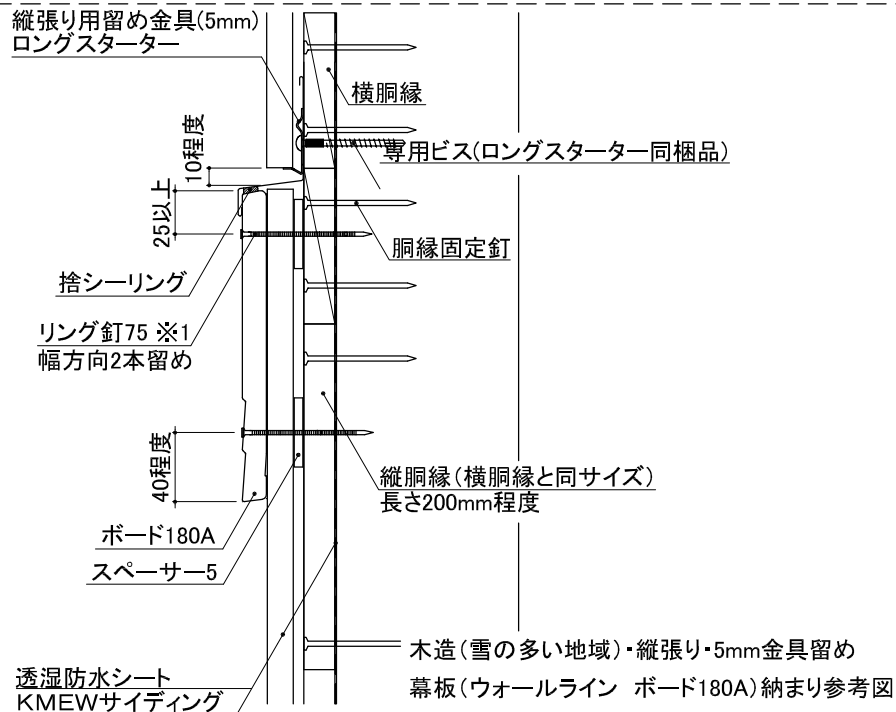 縦張り用留め金具(5mm)
ロングスターター
横胴縁
専用ビス(ロングスターター同梱品)
10程度
25以上
胴縁固定釘
捨シーリング
リング釘75 ※1
幅方向2本留め
40程度
縦胴縁(横胴縁と同サイズ)
長さ200mm程度
ボード180A
スペーサー5
透湿防水シート
KMEWサイディング
木造(雪の多い地域)・縦張り・5mm金具留め
幕板(ウォールライン ボード180A)納まり参考図